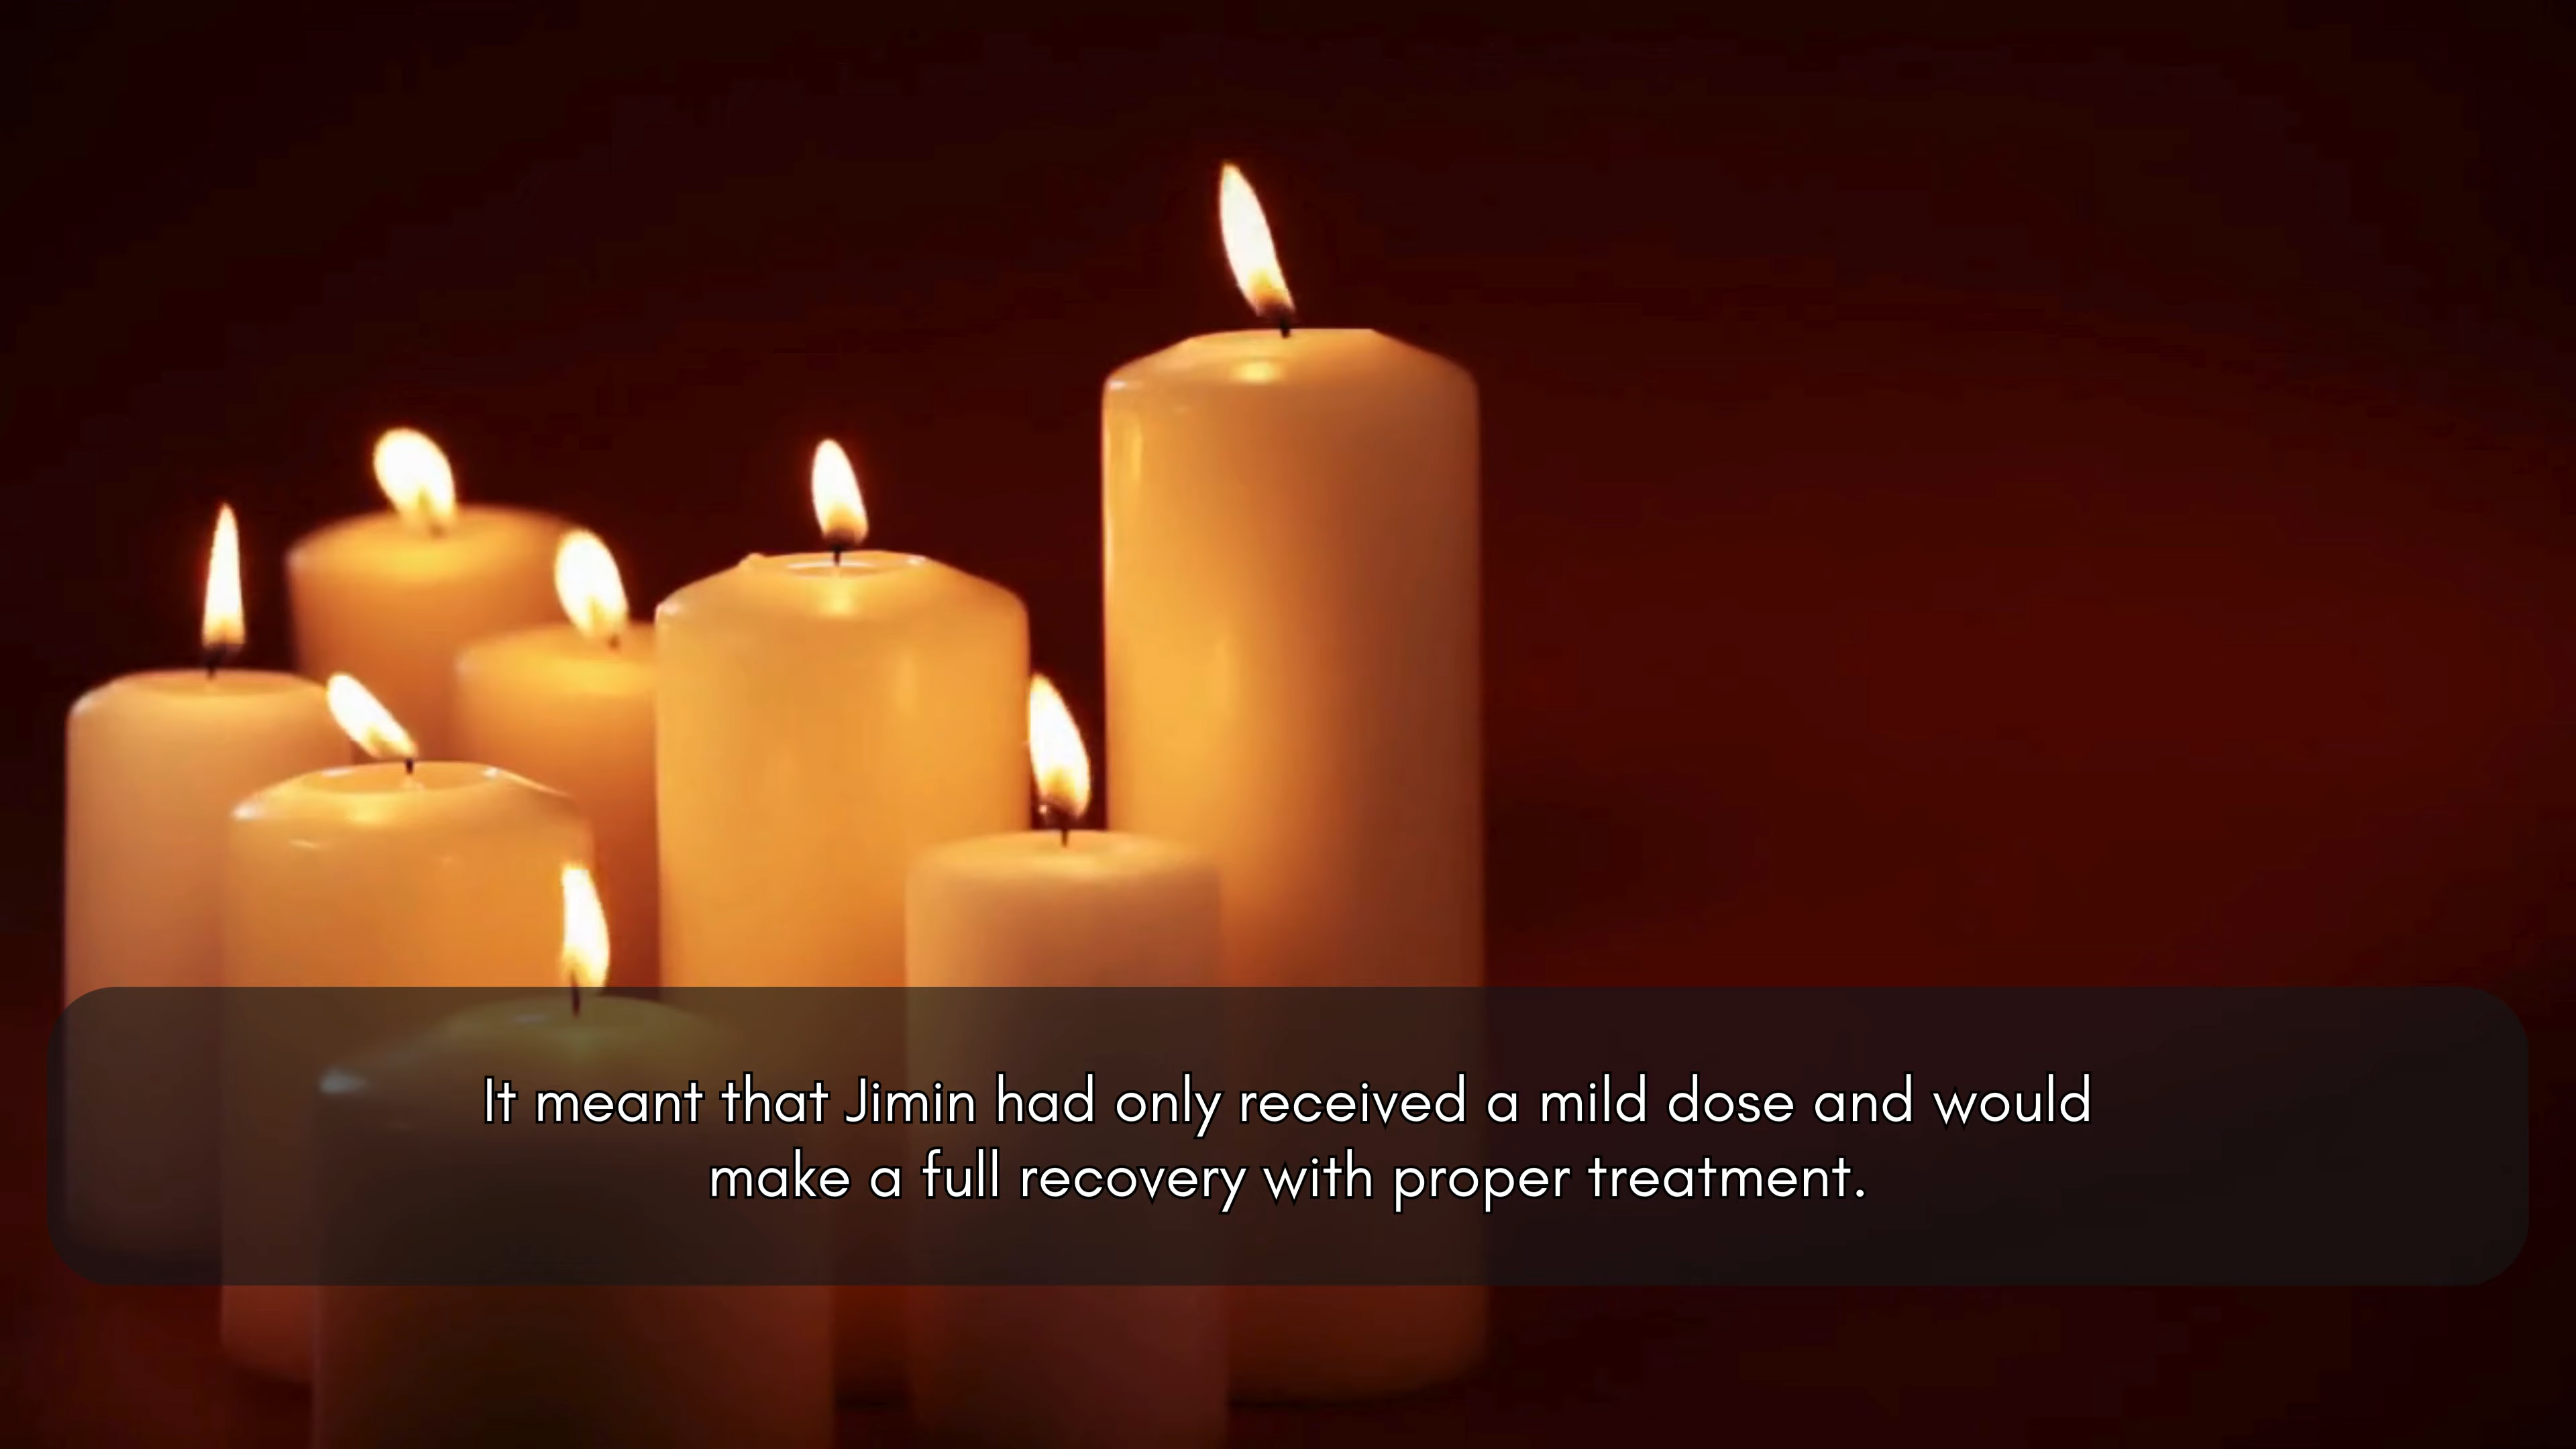 It meant that Jimin had only received a mild dose and would
make a full recovery with proper treatment.